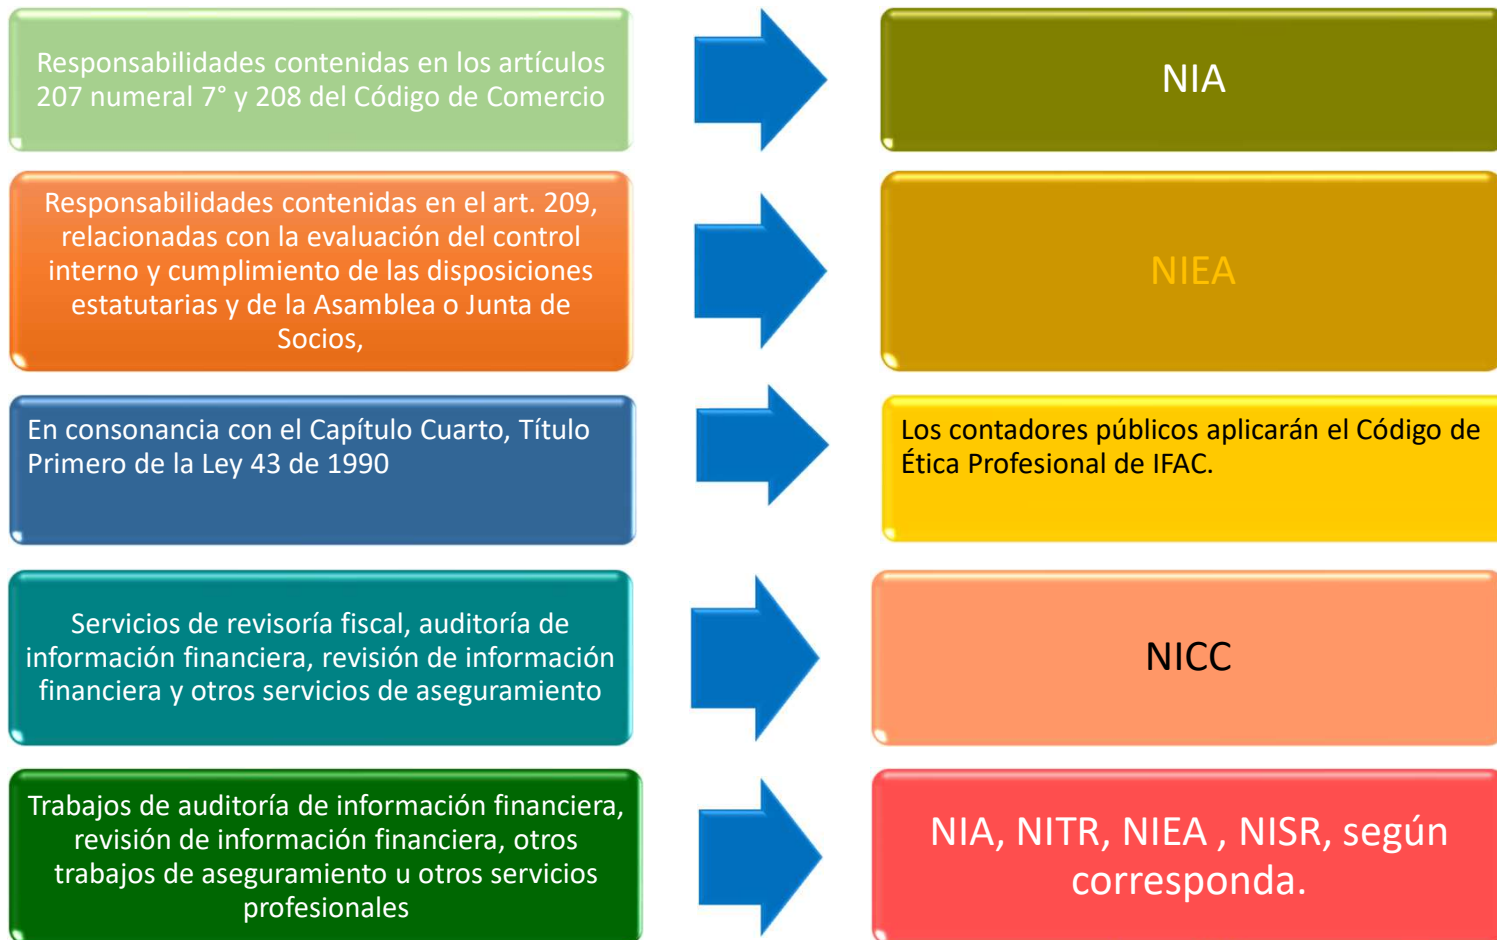 Responsabilidades contenidas en los artículos
207 numeral 7° y 208 del Código de Comercio
NIA
Responsabilidades contenidas en el art. 209,
relacionadas con la evaluación del control
interno y cumplimiento de las disposiciones
estatutarias y de la Asamblea o Junta de
Socios,
NIEA
En consonancia con el Capítulo Cuarto, Título
Primero de la Ley 43 de 1990
Los contadores públicos aplicarán el Código de
Ética Profesional de IFAC.
Servicios de revisoría fiscal, auditoría de
información financiera, revisión de información
financiera y otros servicios de aseguramiento
NICC
Trabajos de auditoría de información financiera,
revisión de información financiera, otros
trabajos de aseguramiento u otros servicios
profesionales
NIA, NITR, NIEA , NISR, según
corresponda.